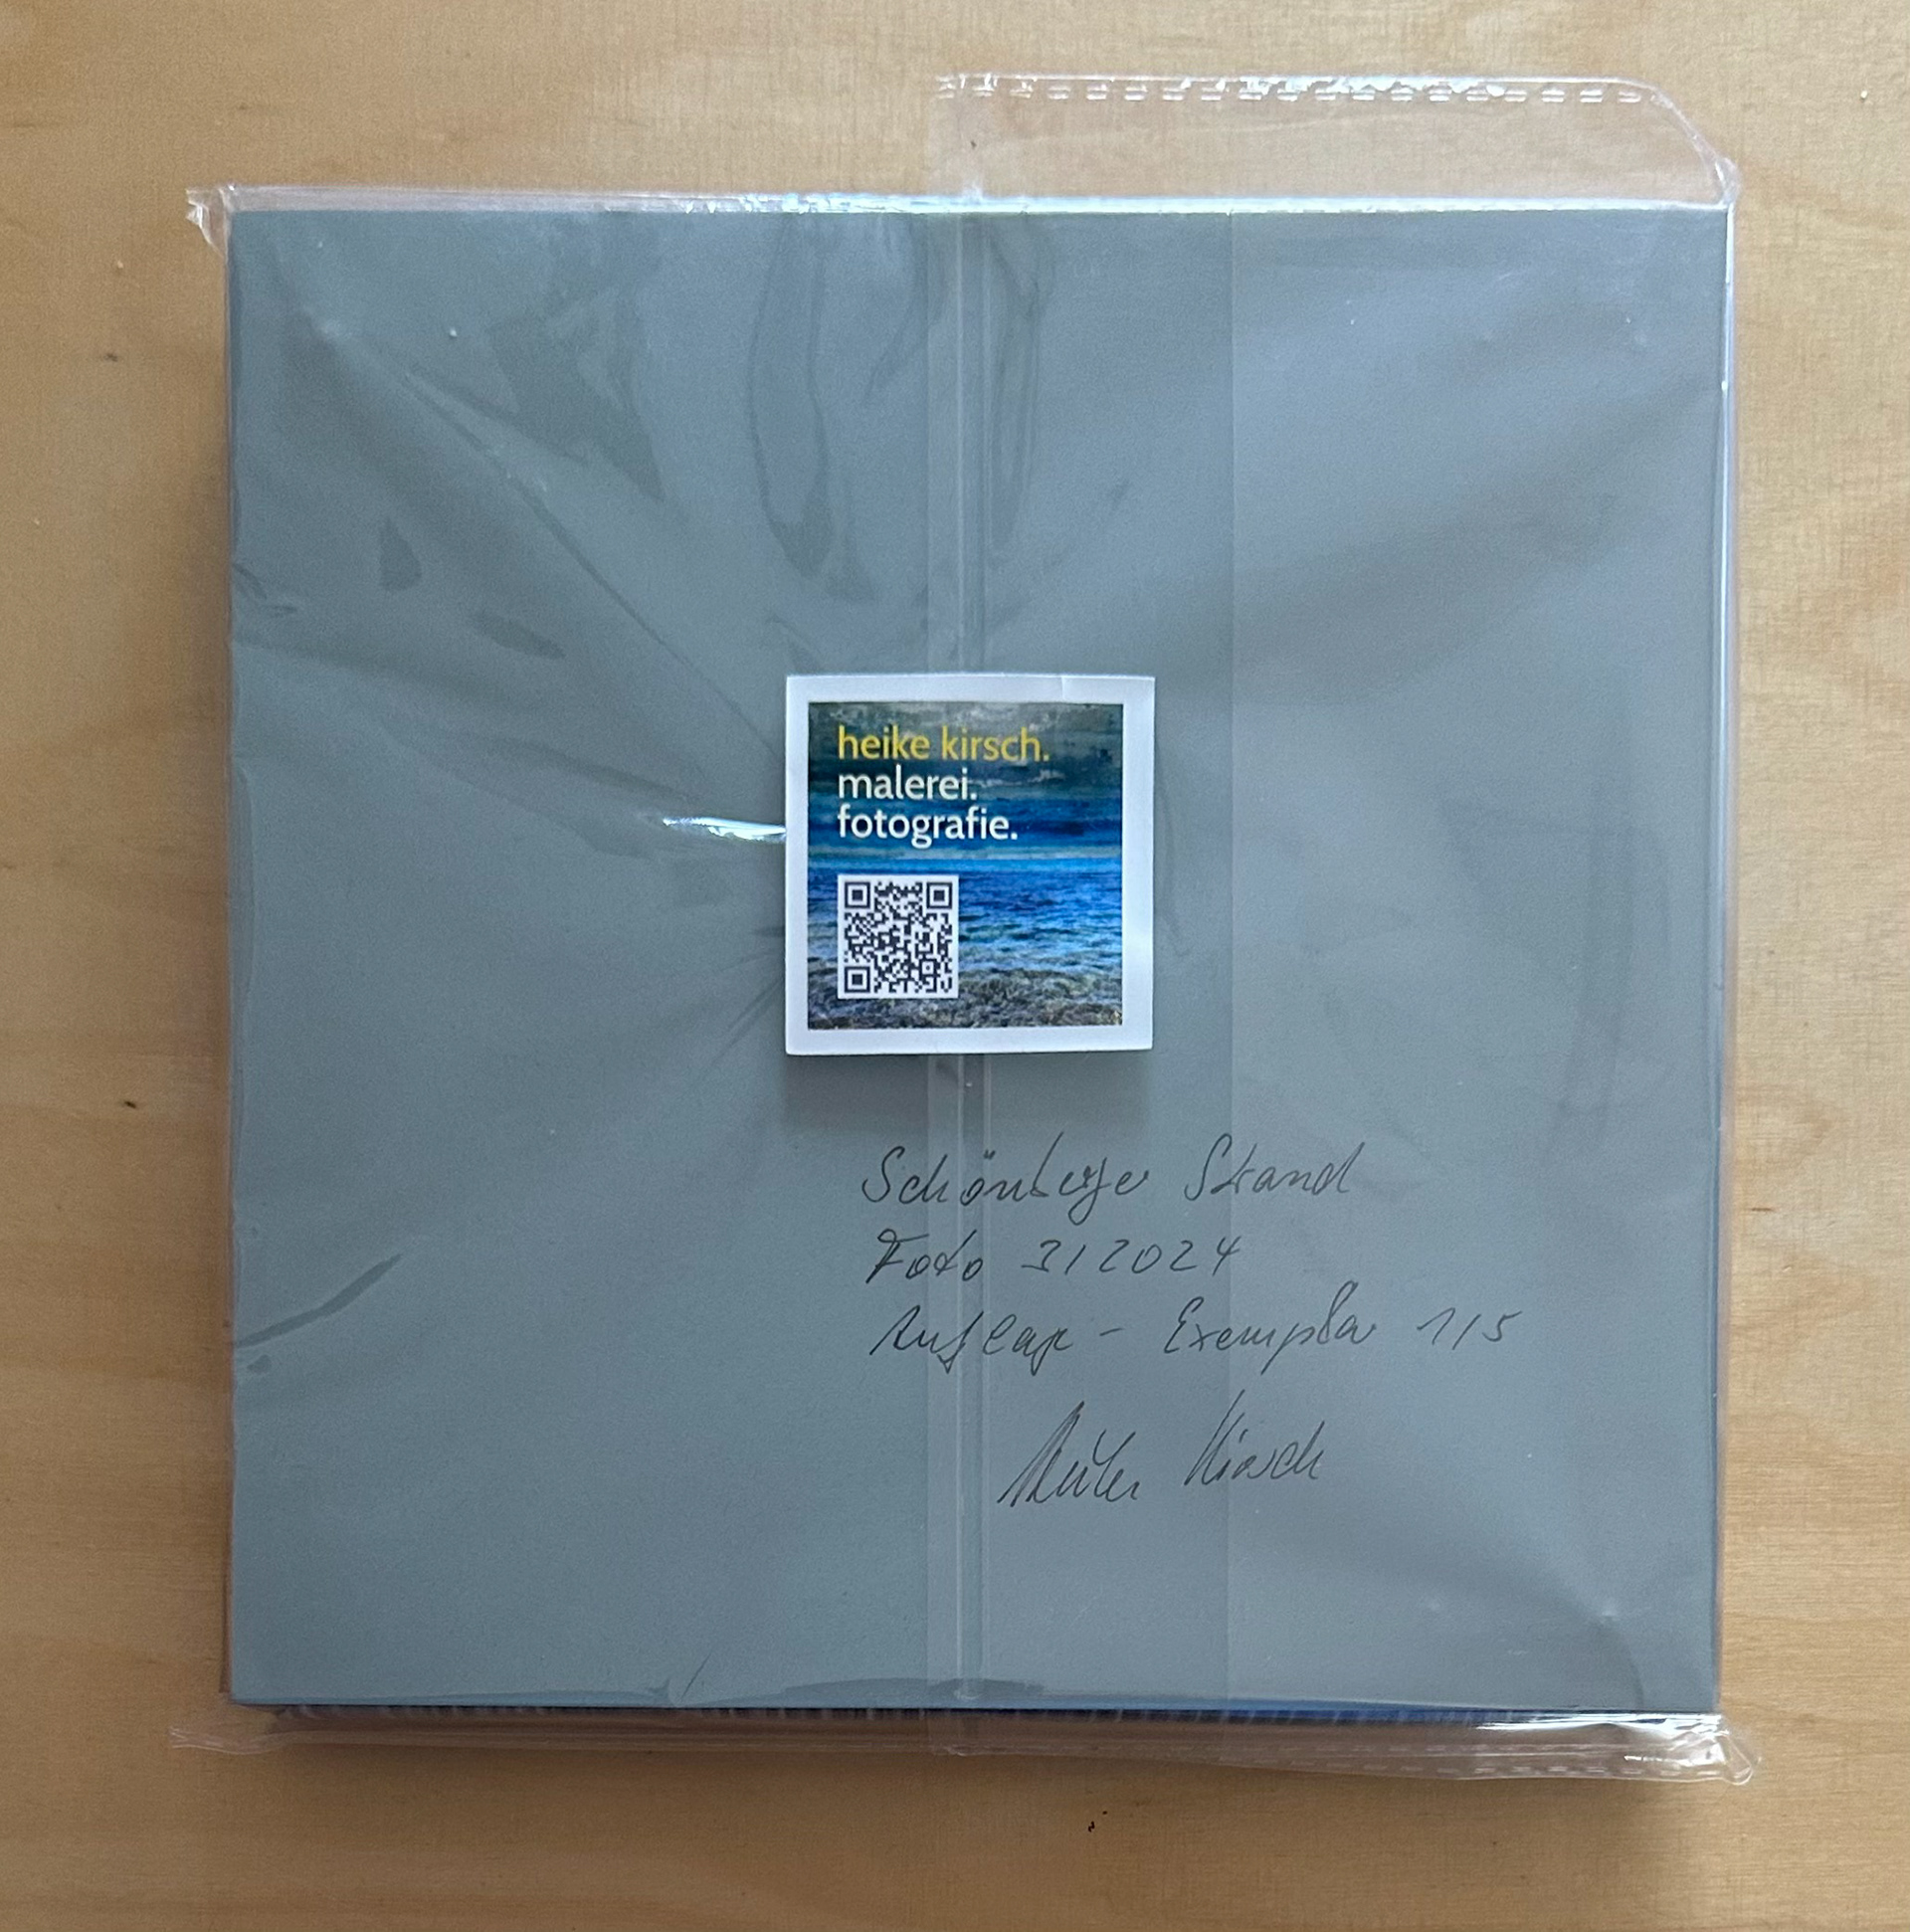 heike kirsch.
malerei.
fotografie.
Schönberger Strand
Foto 3/2024
Auflage - Exemplar 1/5
Heike Kirsch